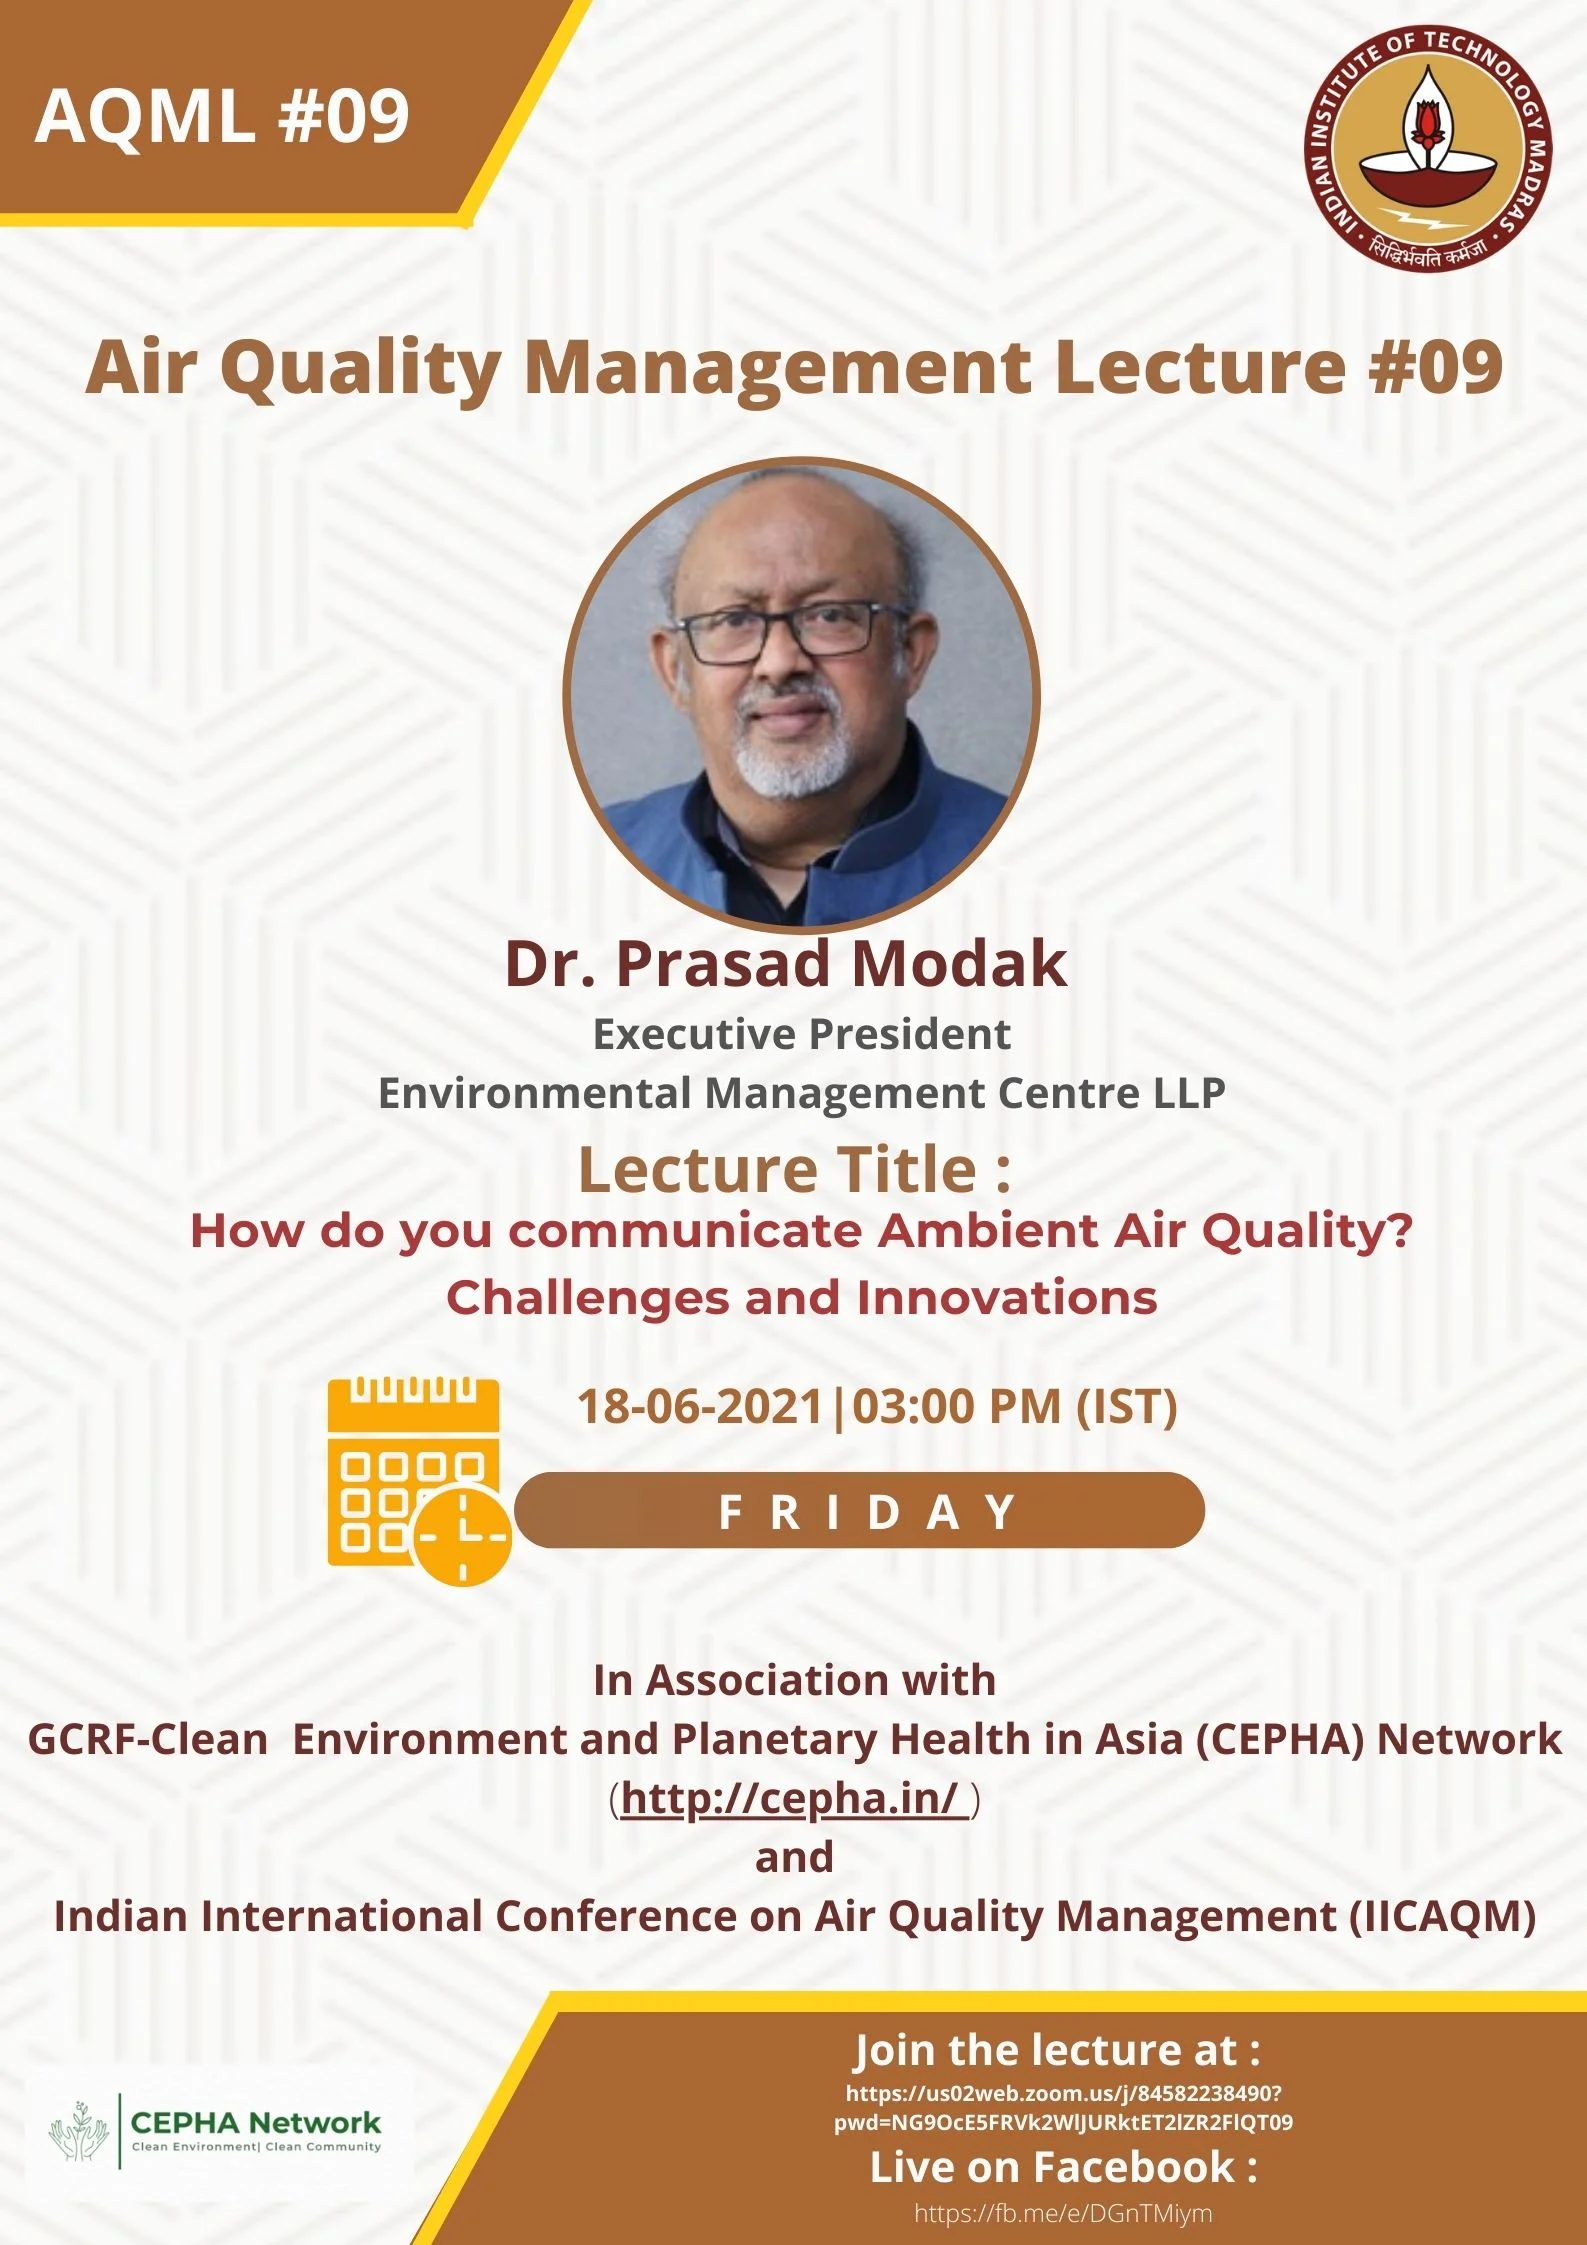 AQML #09
INDIAN INSTITUTE OF TECHNOLOGY MADRAS
सिद्धिर्भवति कर्मजा
Air Quality Management Lecture #09
Dr. Prasad Modak
Executive President
Environmental Management Centre LLP
Lecture Title :
How do you communicate Ambient Air Quality?
Challenges and Innovations
18-06-2021|03:00 PM (IST)
FRIDAY
In Association with
GCRF-Clean  Environment and Planetary Health in Asia (CEPHA) Network
(http://cepha.in/ )
and
Indian International Conference on Air Quality Management (IICAQM)
CEPHA Network
Clean Environment| Clean Community
Join the lecture at :
https://us02web.zoom.us/j/84582238490?
pwd=NG9OcE5FRVk2WlJURktET2lZR2FlQT09
Live on Facebook :
https://fb.me/e/DGnTMiym